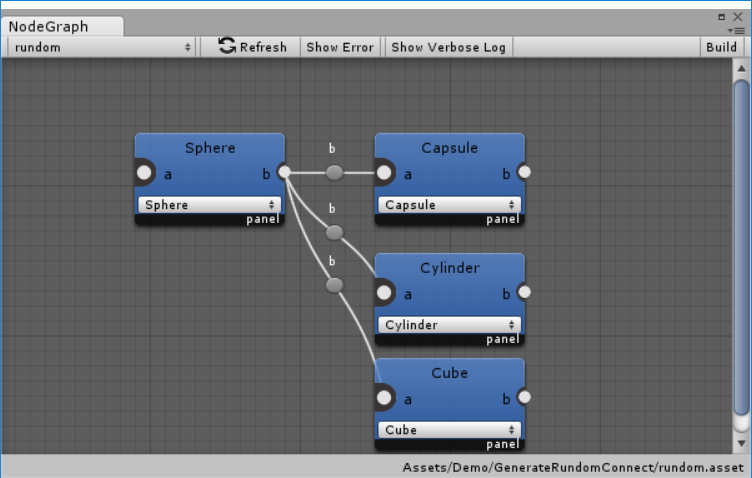 NodeGraph
rundom Refresh Show Error Show Verbose Log Build
Sphere
a b
Sphere
panel
b
b
b
Capsule
a b
Capsule
panel
Cylinder
a b
Cylinder
panel
Cube
a b
Cube
panel
Assets/Demo/GenerateRundomConnect/rundom.asset